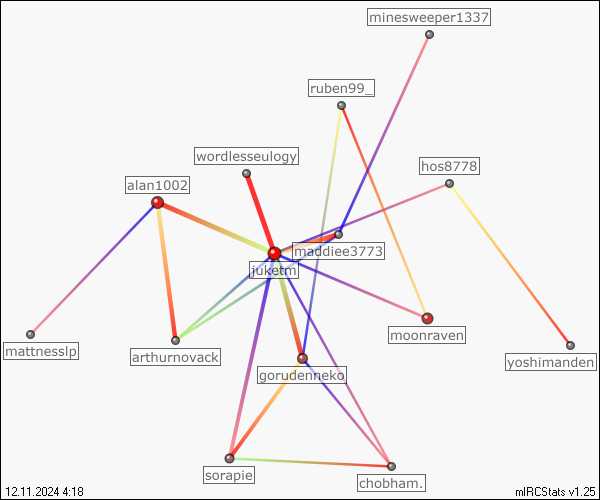 minesweeper1337
ruben99_
wordlesseulogy
hos8778
alan1002
maddiee3773
juketm
moonraven
mattnesslp
arthurnovack
yoshimanden
gorudenneko
sorapie
chobham.
12.11.2024 4:18
mIRCStats v1.25